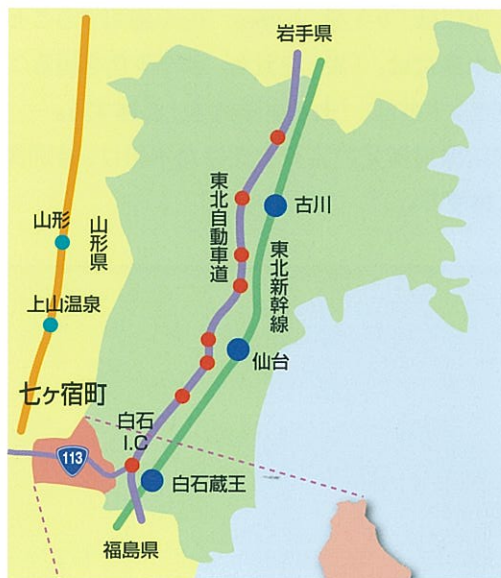 岩手県
東北自動車道
古川
山形
山形県
東北新幹線
上山温泉
仙台
七ヶ宿町
白石
I.C
113
白石蔵王
福島県